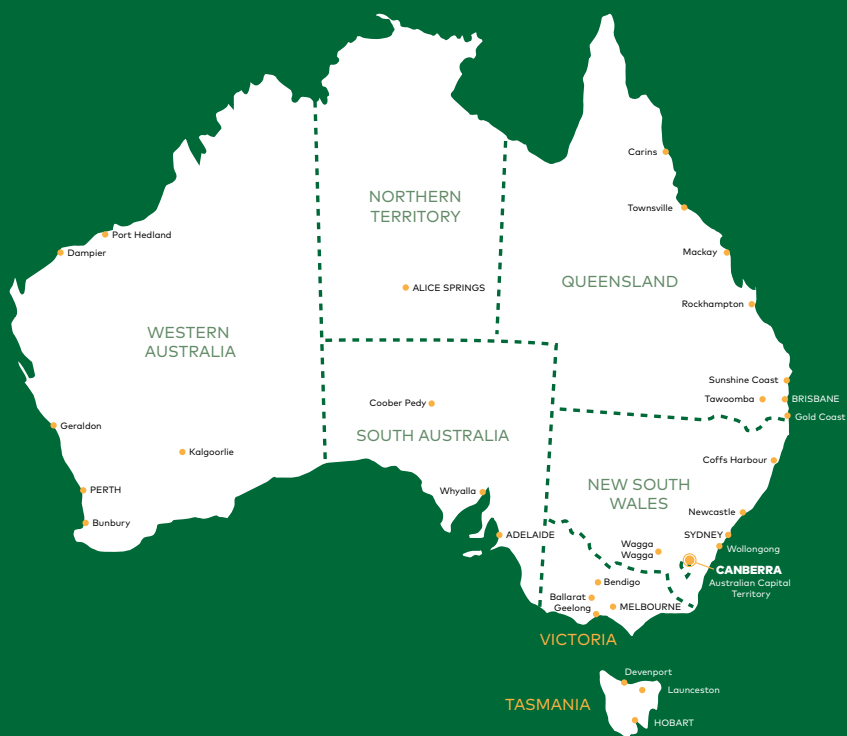 Carins
NORTHERN
TERRITORY
Townsville
Port Hedland
Dampier
Mackay
ALICE SPRINGS
QUEENSLAND
Rockhampton
WESTERN
AUSTRALIA
Sunshine Coast
Coober Pedy
Tawoomba
BRISBANE
Gold Coast
Geraldon
SOUTH AUSTRALIA
Kalgoorlie
Coffs Harbour
PERTH
Whyalla
NEW SOUTH
WALES
Newcastle
Bunbury
ADELAIDE
SYDNEY
Wagga
Wagga
Wollongong
CANBERRA
Australian Capital
Territory
Bendigo
Ballarat
Geelong
MELBOURNE
VICTORIA
Devenport
Launceston
TASMANIA
HOBART